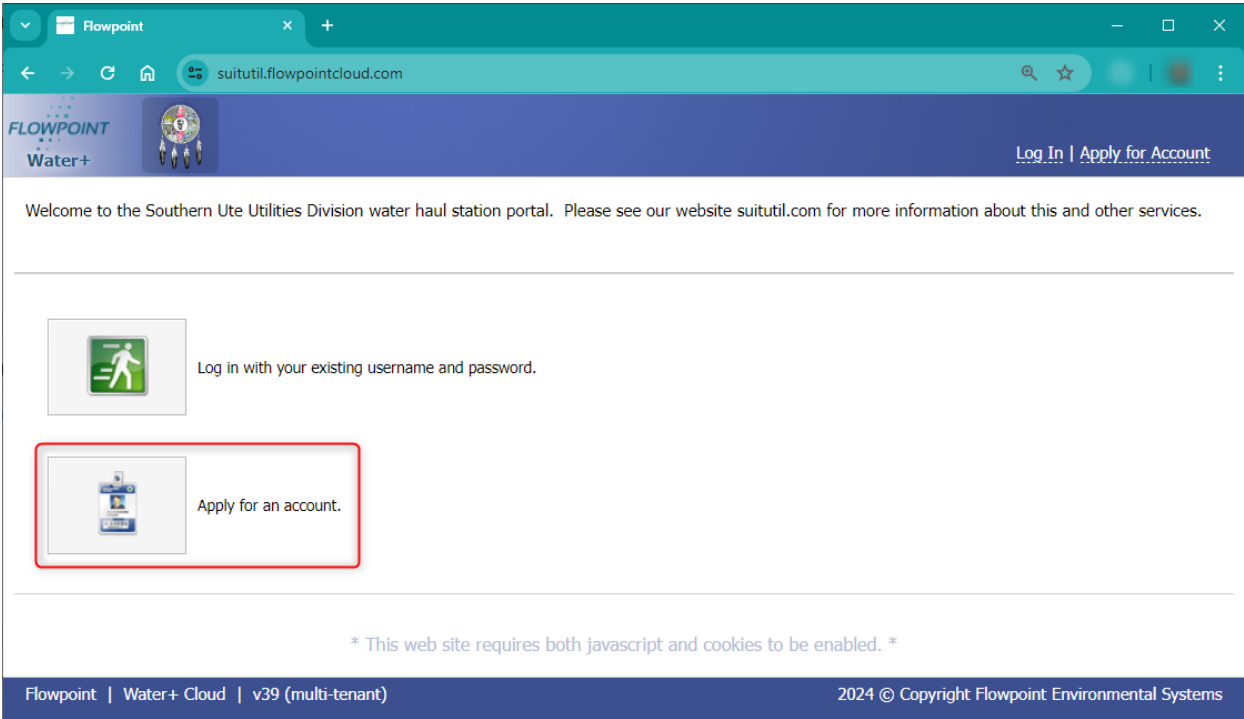 Flowpoint
suitutil.flowpointcloud.com
FLOWPOINT
Water+
Log In | Apply for Account
Welcome to the Southern Ute Utilities Division water haul station portal. Please see our website suitutil.com for more information about this and other services.
Log in with your existing username and password.
Apply for an account.
* This web site requires both javascript and cookies to be enabled. *
Flowpoint | Water+ Cloud | v39 (multi-tenant)
2024 © Copyright Flowpoint Environmental Systems